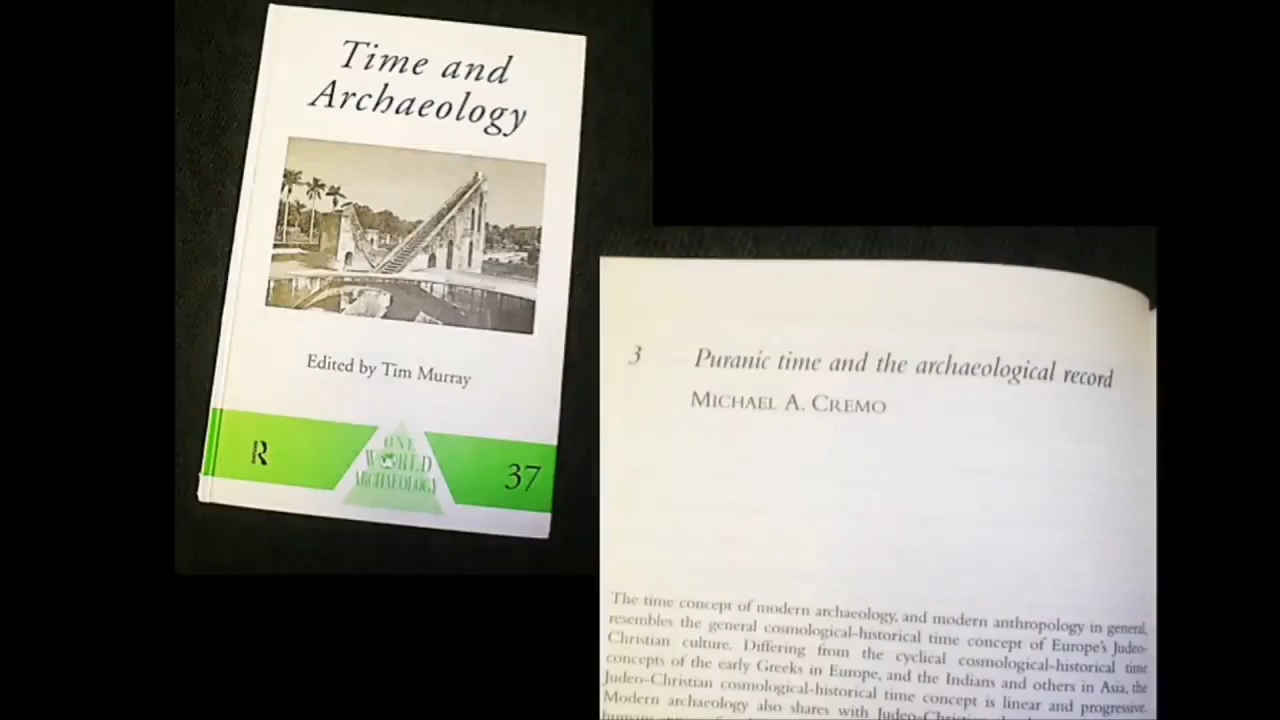 Time and
Archaeology
Edited by Tim Murray
R
ONE
WORLD
ARCHAEOLOGY
37
3 Puranic time and the archaeological record
MICHAEL A. CREMO
The time concept of modern archaeology, and modern anthropology in general,
resembles the general cosmological–historical time concept of Europe's Judeo-
Christian culture. Differing from the cyclical cosmological–historical time
concepts of the early Greeks in Europe, and the Indians and others in Asia, the
Judeo–Christian cosmological–historical time concept is linear and progressive.
Modern archaeology also shares with Judeo–Christian